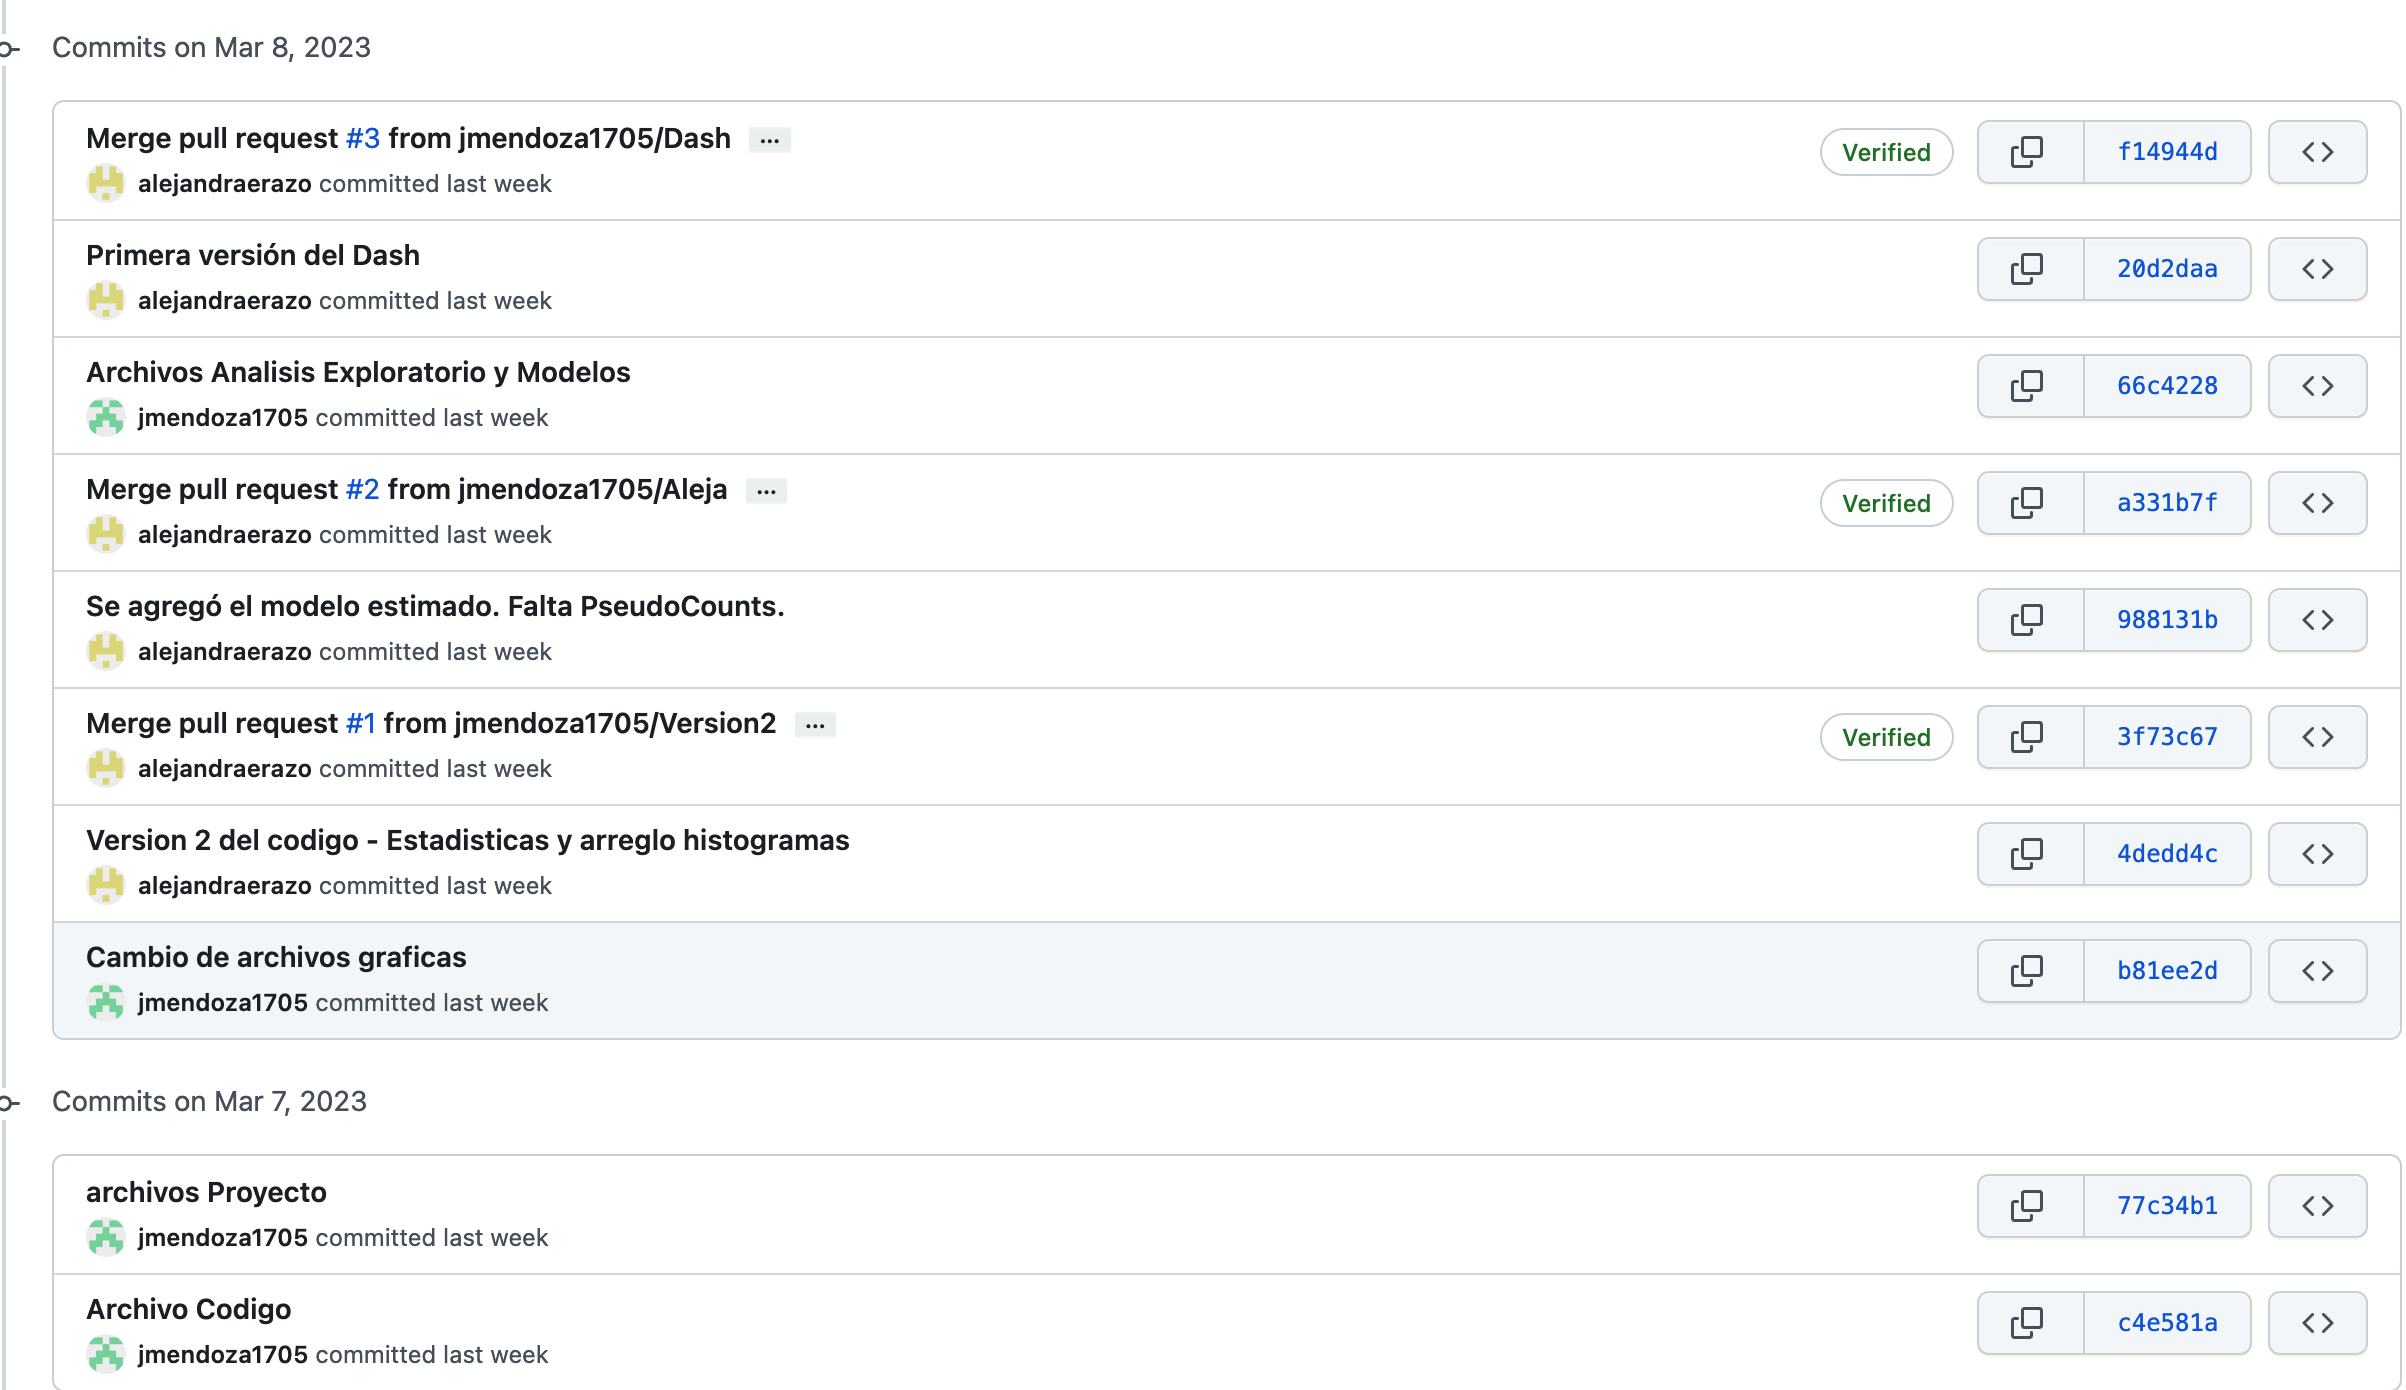 Commits on Mar 8, 2023
Merge pull request #3 from jmendoza1705/Dash ...
Verified
f14944d
alejandraerazo committed last week
Primera versión del Dash
20d2daa
alejandraerazo committed last week
Archivos Analisis Exploratorio y Modelos
66c4228
jmendoza1705 committed last week
Merge pull request #2 from jmendoza1705/Aleja ...
Verified
a331b7f
alejandraerazo committed last week
Se agregó el modelo estimado. Falta PseudoCounts.
988131b
alejandraerazo committed last week
Merge pull request #1 from jmendoza1705/Version2 ...
Verified
3f73c67
alejandraerazo committed last week
Version 2 del codigo - Estadisticas y arreglo histogramas
4dedd4c
alejandraerazo committed last week
Cambio de archivos graficas
b81ee2d
jmendoza1705 committed last week
Commits on Mar 7, 2023
archivos Proyecto
77c34b1
jmendoza1705 committed last week
Archivo Codigo
c4e581a
jmendoza1705 committed last week